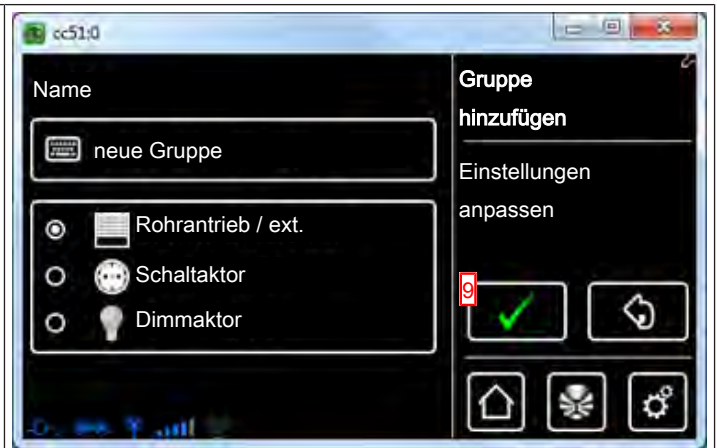 cc51:0
Name
neue Gruppe
Rohrantrieb / ext.
Schaltaktor
Dimmaktor
Gruppe
hinzufügen
Einstellungen
anpassen
9